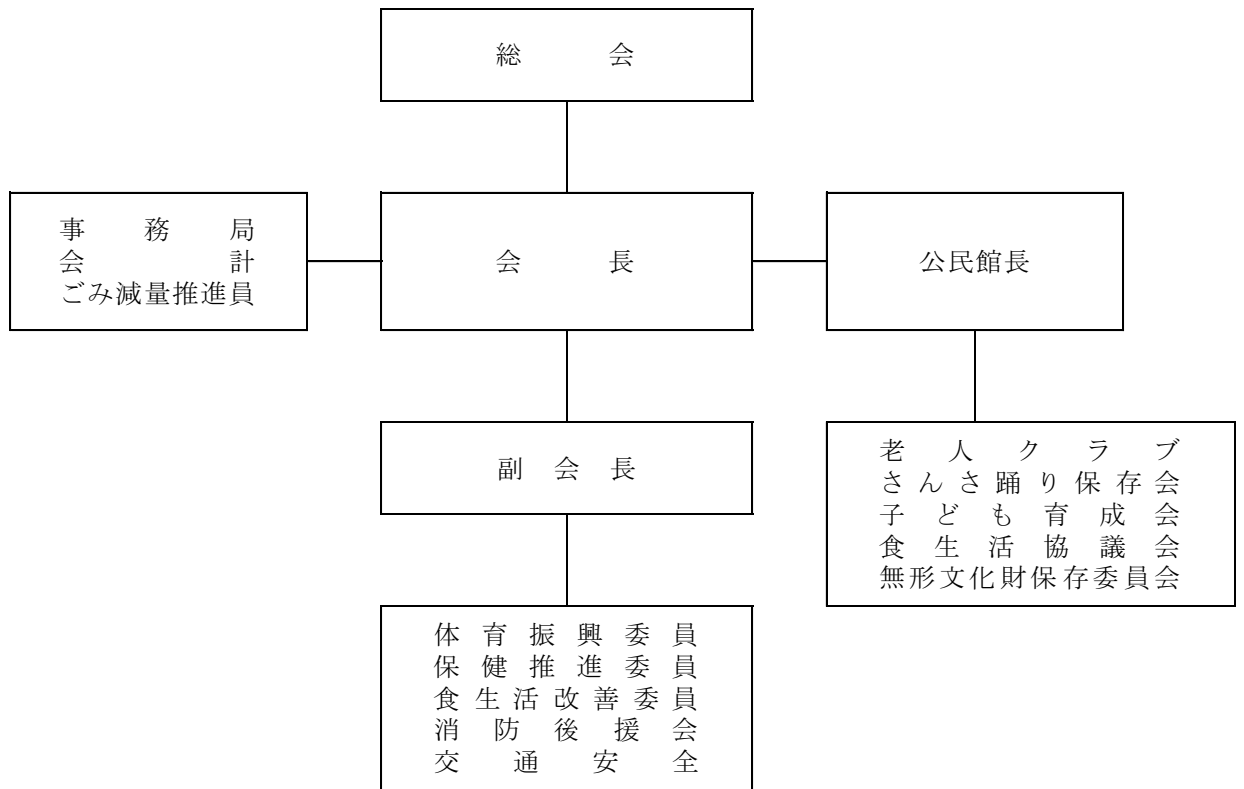 総会
事務局
会計
ごみ減量推進員
会長
公民館長
副会長
老人クラブ
さんさ踊り保存会
子ども育成会
食生活協議会
無形文化財保存委員会
体育振興委員
保健推進委員
食生活改善委員
消防後援会
交通安全